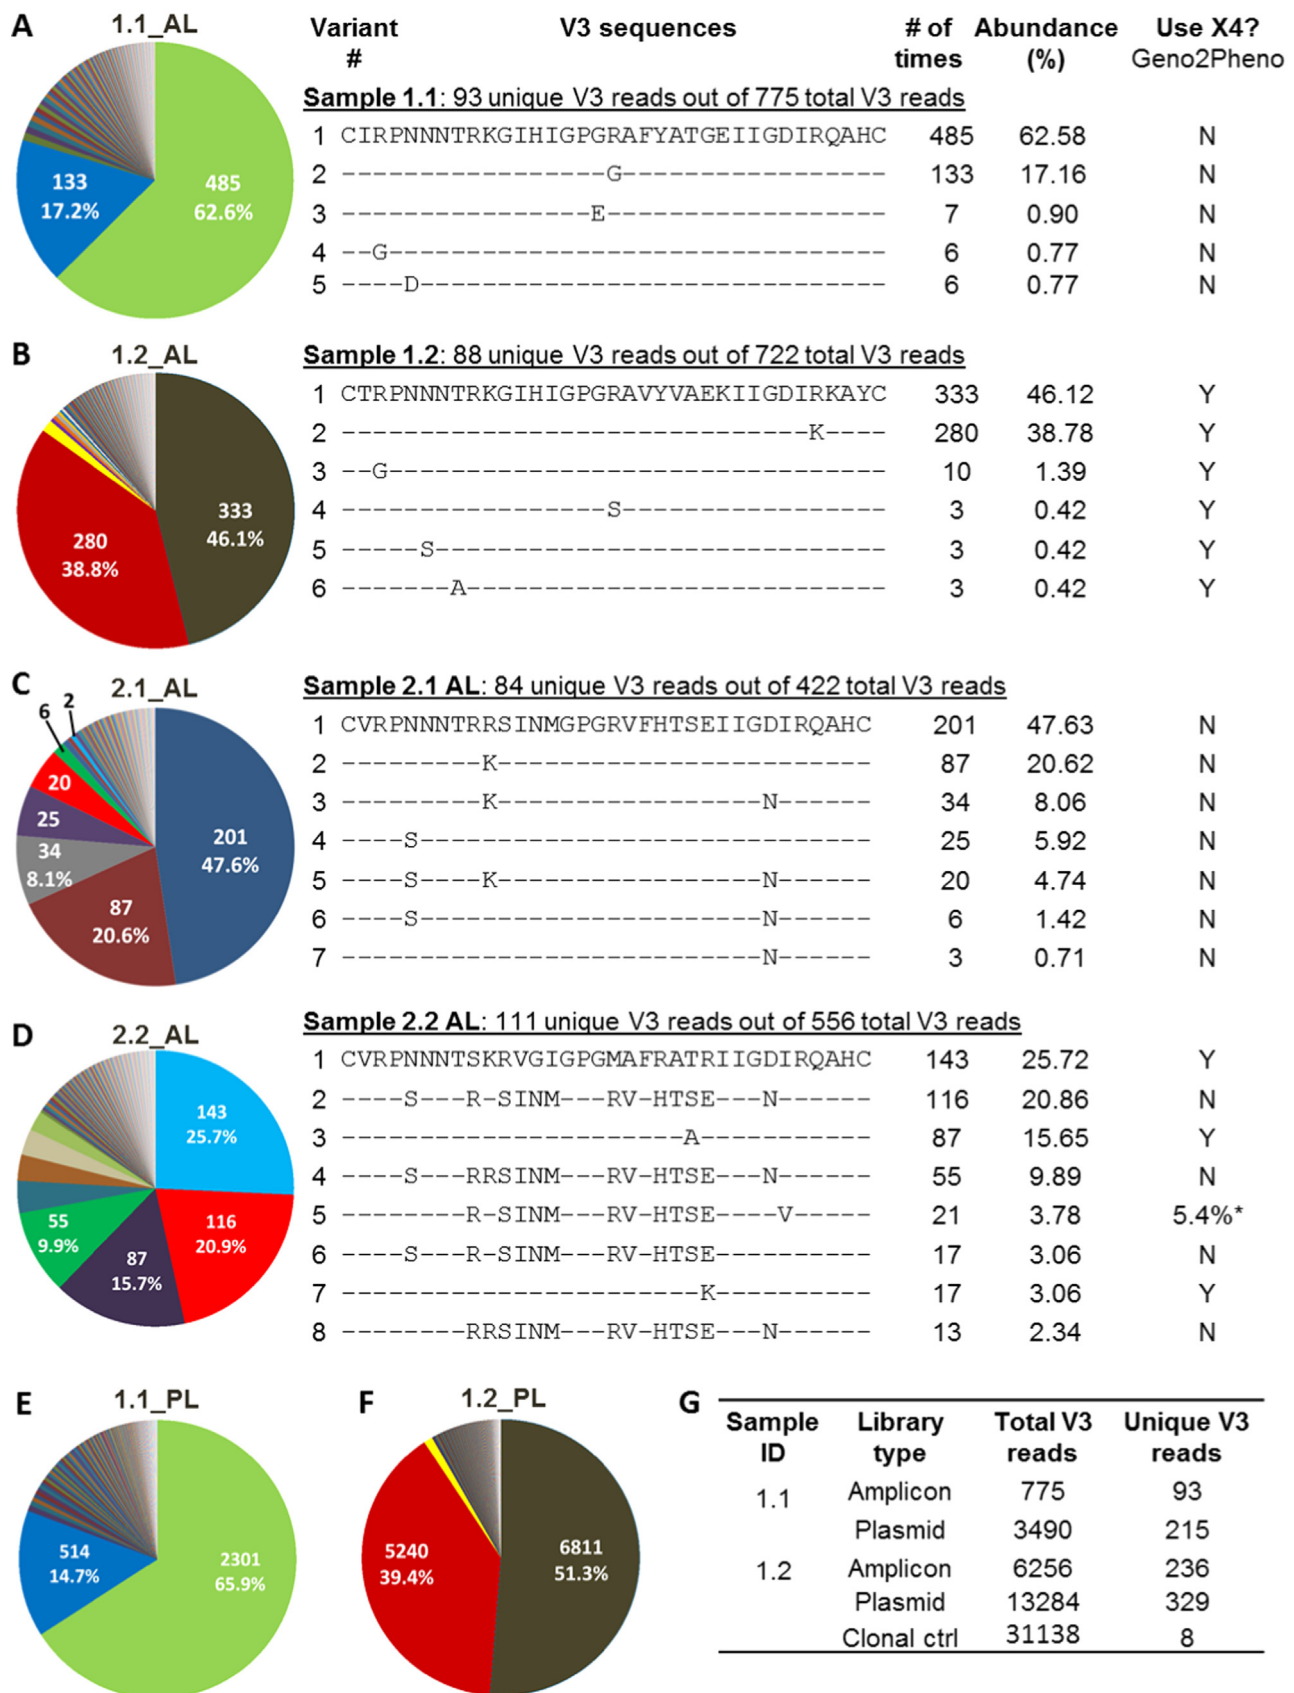 A 1.1_AL
133
17.2%
485
62.6%
Variant # V3 sequences # of times Abundance (%) Use X4? Geno2Pheno
Sample 1.1: 93 unique V3 reads out of 775 total V3 reads
1 CIRPNNNTRKGIHIGPGRAFYATGEIIGDIRQAHC 485 62.58 N
2 -----------------G----------------- 133 17.16 N
3 ----------------E------------------ 7 0.90 N
4 --G-------------------------------- 6 0.77 N
5 ----D------------------------------ 6 0.77 N
B 1.2_AL
333
46.1%
280
38.8%
Sample 1.2: 88 unique V3 reads out of 722 total V3 reads
1 CTRPNNNTRKGIHIGPGRAVYVAEKIIGDIRKAYC 333 46.12 Y
2 ------------------------------K---- 280 38.78 Y
3 --G-------------------------------- 10 1.39 Y
4 -----------------S----------------- 3 0.42 Y
5 -----S----------------------------- 3 0.42 Y
6 -------A--------------------------- 3 0.42 Y
C 2.1_AL
6 2
20
25
34
8.1%
87
20.6%
201
47.6%
Sample 2.1 AL: 84 unique V3 reads out of 422 total V3 reads
1 CVRPNNNTRRSINMGPGRVFHTSEIIGDIRQAHC 201 47.63 N
2 ---------K------------------------ 87 20.62 N
3 ---------K-----------------N------ 34 8.06 N
4 ----S----------------------------- 25 5.92 N
5 ----S----K-----------------N------ 20 4.74 N
6 ----S----------------------N------ 6 1.42 N
7 ---------------------------N------ 3 0.71 N
D 2.2_AL
143
25.7%
116
20.9%
87
15.7%
55
9.9%
Sample 2.2 AL: 111 unique V3 reads out of 556 total V3 reads
1 CVRPNNNTSKRVGIGPGMAFRATRIIGDIRQAHC 143 25.72 Y
2 ----S---R-SINM---RV-HTSE---N------ 116 20.86 N
3 ----------------------A----------- 87 15.65 Y
4 ----S---RRSINM---RV-HTSE---N------ 55 9.89 N
5 --------R-SINM---RV-HTSE----V----- 21 3.78 5.4%*
6 ----S---R-SINM---RV-HTSE---------- 17 3.06 N
7 -----------------------K---------- 17 3.06 Y
8 --------RRSINM---RV-HTSE---N------ 13 2.34 N
E 1.1_PL
514
14.7%
2301
65.9%
F 1.2_PL
5240
39.4%
6811
51.3%
G
Sample ID Library type Total V3 reads Unique V3 reads
1.1 Amplicon 775 93
Plasmid 3490 215
1.2 Amplicon 6256 236
Plasmid 13284 329
Clonal ctrl 31138 8